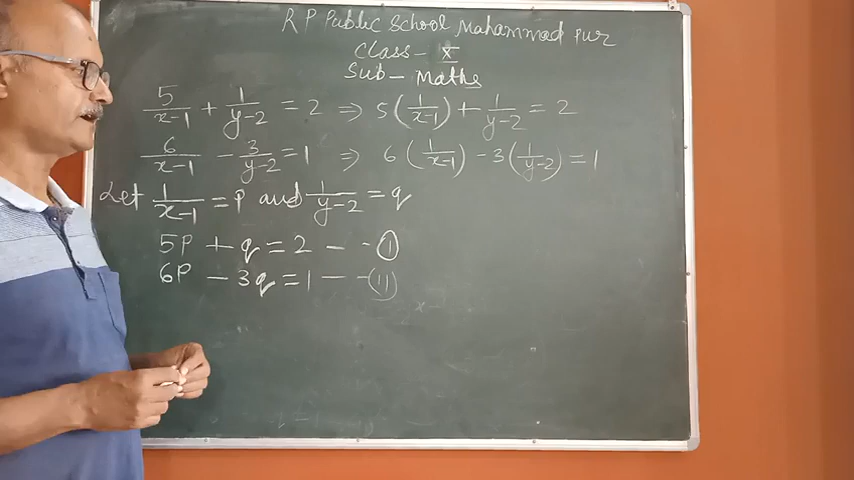 R P Public School Mahammad Pur
Class - X
Sub - Maths
5/(x-1) + 1/(y-2) = 2 ⇒ 5(1/(x-1)) + 1/(y-2) = 2
6/(x-1) - 3/(y-2) = 1 ⇒ 6(1/(x-1)) - 3(1/(y-2)) = 1
Let 1/(x-1) = P and 1/(y-2) = q
5P + q = 2 - - (I)
6P - 3q = 1 - - (II)